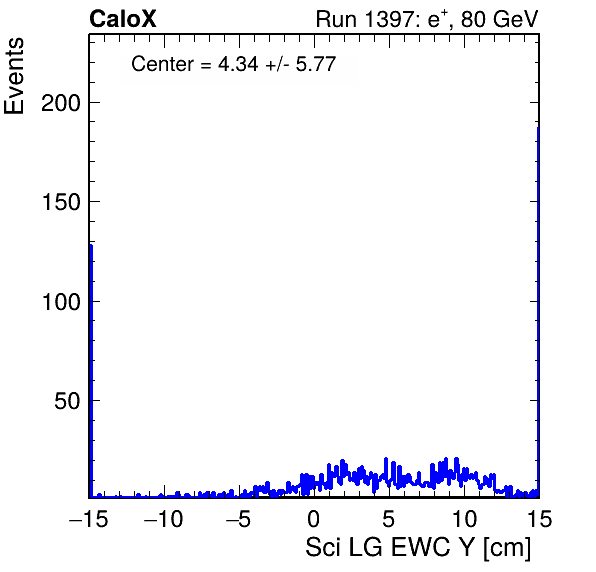 CaloX Run 1397: e⁺, 80 GeV
Center = 4.34 +/- 5.77
Events
200
150
100
50
−15 −10 −5 0 5 10 15
Sci LG EWC Y [cm]